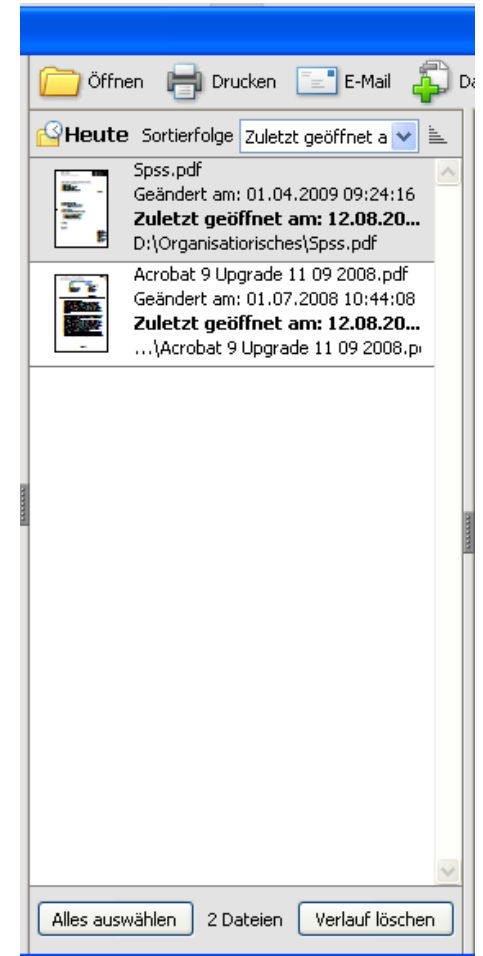 Öffnen Drucken E-Mail
Heute Sortierfolge Zuletzt geöffnet a
Spss.pdf
Geändert am: 01.04.2009 09:24:16
Zuletzt geöffnet am: 12.08.20...
D:\Organisatiorisches\Spss.pdf
Acrobat 9 Upgrade 11 09 2008.pdf
Geändert am: 01.07.2008 10:44:08
Zuletzt geöffnet am: 12.08.20...
...\Acrobat 9 Upgrade 11 09 2008.p
Alles auswählen 2 Dateien Verlauf löschen